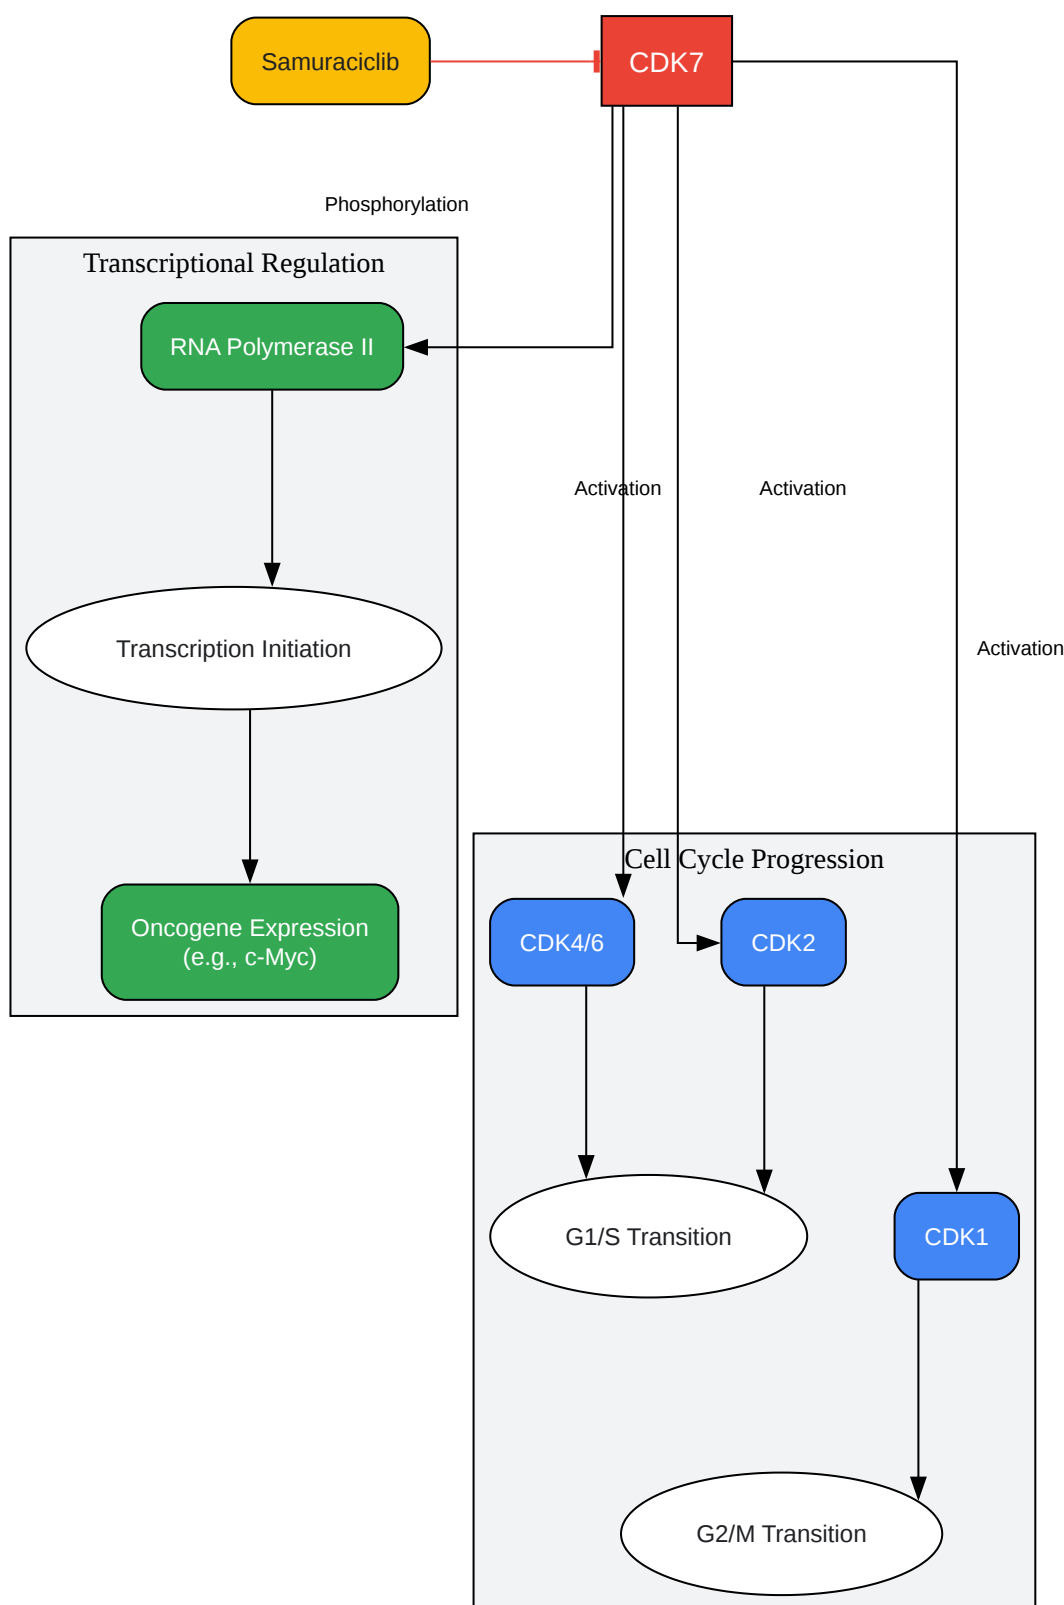 Samuraciclib
CDK7
Phosphorylation
Transcriptional Regulation
RNA Polymerase II
Activation
Activation
Transcription Initiation
Activation
Cell Cycle Progression
Oncogene Expression
(e.g., c-Myc)
CDK4/6
CDK2
G1/S Transition
CDK1
G2/M Transition